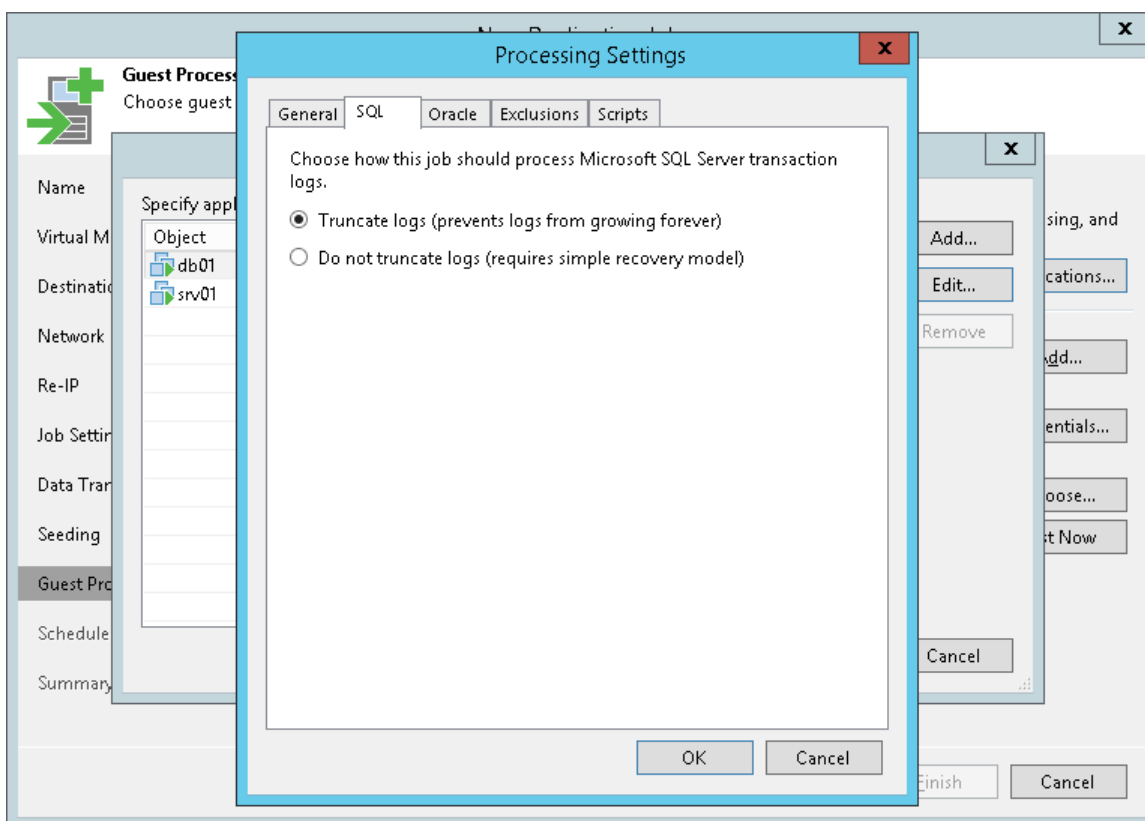 Processing Settings
x
x
Guest Process
Choose guest
General
SQL
Oracle
Exclusions
Scripts
Choose how this job should process Microsoft SQL Server transaction
logs.
Truncate logs (prevents logs from growing forever)
Do not truncate logs (requires simple recovery model)
OK
Cancel
x
Specify appl
Object
db01
srv01
Add...
Edit...
Remove
Cancel
Name
Virtual M
Destinatio
Network
Re-IP
Job Settin
Data Tran
Seeding
Guest Pro
Schedule
Summary
sing, and
cations...
Add...
entials...
oose...
st Now
Finish
Cancel